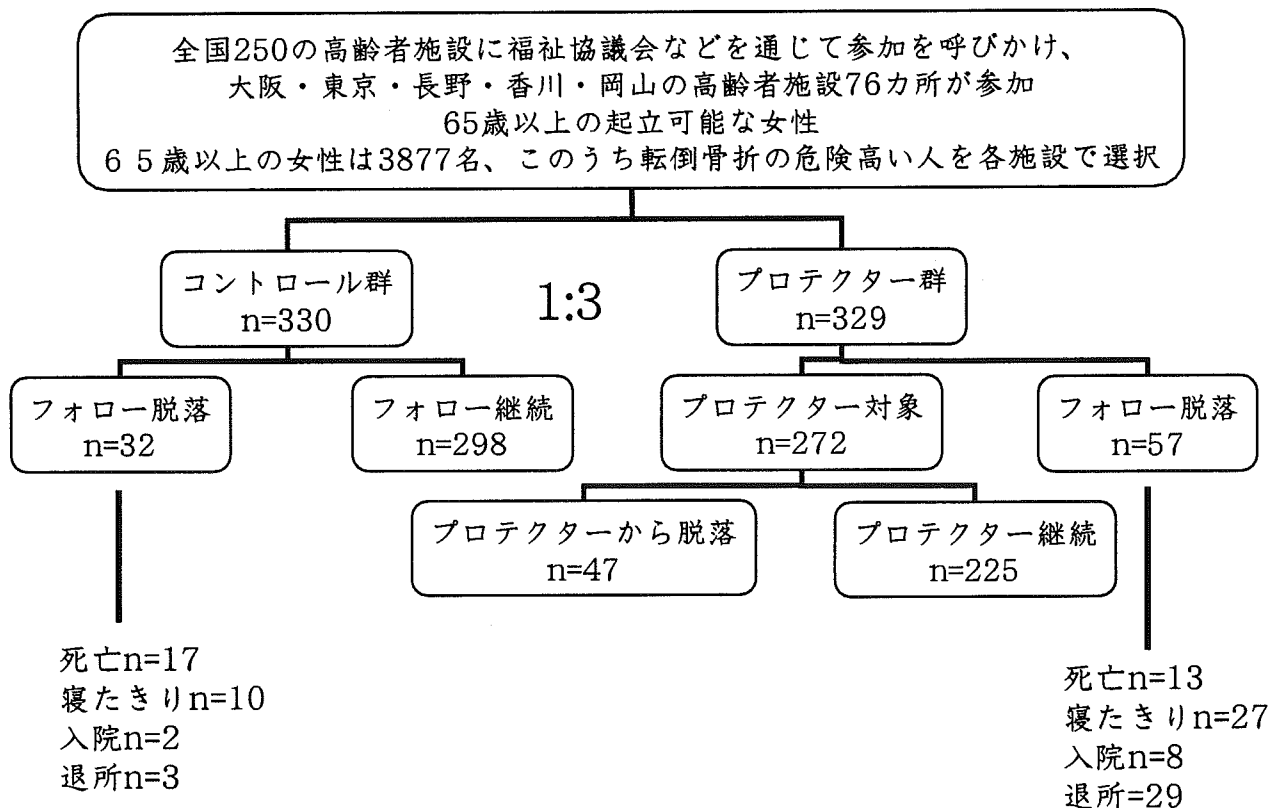 全国250の高齢者施設に福祉協議会などを通じて参加を呼びかけ、
大阪・東京・長野・香川・岡山の高齢者施設76カ所が参加
65歳以上の起立可能な女性
65歳以上の女性は3877名、このうち転倒骨折の危険高い人を各施設で選択
コントロール群
n=330
1:3
プロテクター群
n=329
フォロー脱落
n=32
フォロー継続
n=298
プロテクター対象
n=272
フォロー脱落
n=57
プロテクターから脱落
n=47
プロテクター継続
n=225
死亡n=17
寝たきりn=10
入院n=2
退所n=3
死亡n=13
寝たきりn=27
入院n=8
退所=29